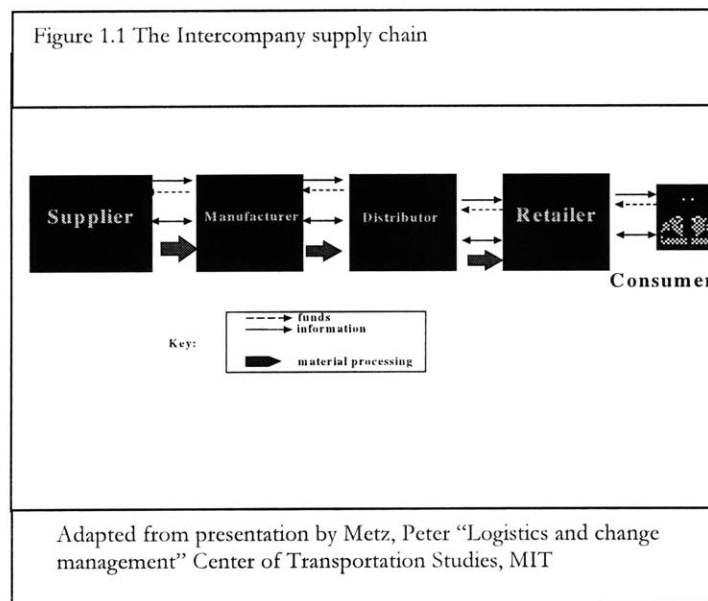 Figure 1.1 The Intercompany supply chain
Supplier
Manufacturer
Distributor
Retailer
Consumer
Key:
funds
information
material processing
Adapted from presentation by Metz, Peter “Logistics and change
management” Center of Transportation Studies, MIT